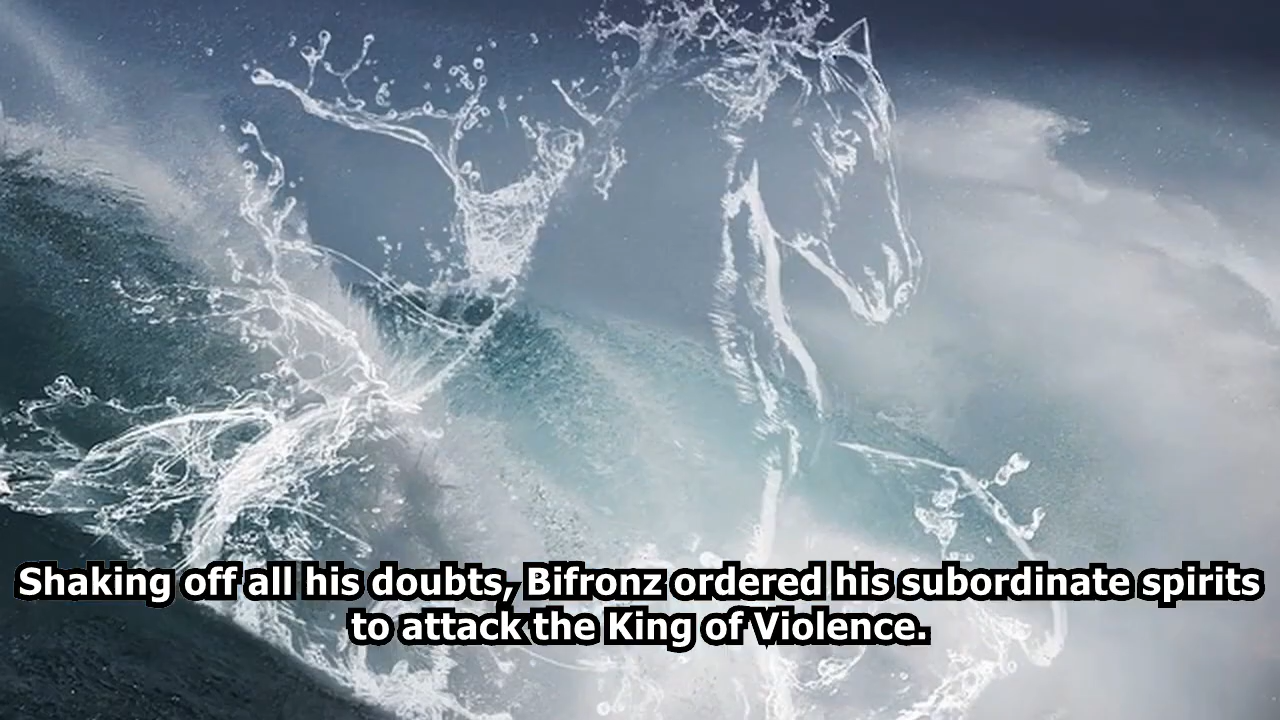 Shaking off all his doubts, Bifronz ordered his subordinate spirits
to attack the King of Violence.